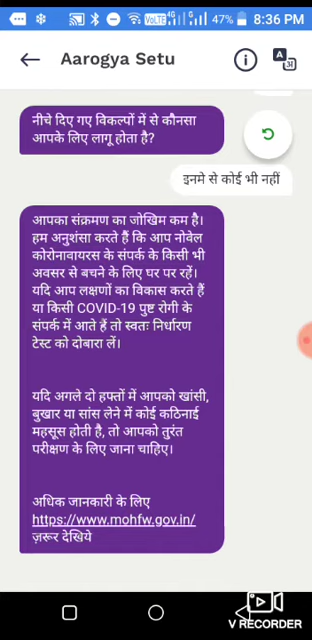 VoLTE 4G 47% 8:36 PM
Aarogya Setu
A अ
नीचे दिए गए विकल्पों में से कौनसा
आपके लिए लागू होता है?
इनमे से कोई भी नहीं
आपका संक्रमण का जोखिम कम है।
हम अनुशंसा करते हैं कि आप नोवेल
कोरोनावायरस के संपर्क के किसी भी
अवसर से बचने के लिए घर पर रहें।
यदि आप लक्षणों का विकास करते हैं
या किसी COVID-19 पुष्ट रोगी के
संपर्क में आते हैं तो स्वतः निर्धारण
टेस्ट को दोबारा लें।
यदि अगले दो हफ्तों में आपको खांसी,
बुखार या सांस लेने में कोई कठिनाई
महसूस होती है, तो आपको तुरंत
परीक्षण के लिए जाना चाहिए।
अधिक जानकारी के लिए
https://www.mohfw.gov.in/
ज़रूर देखिये
V RECORDER